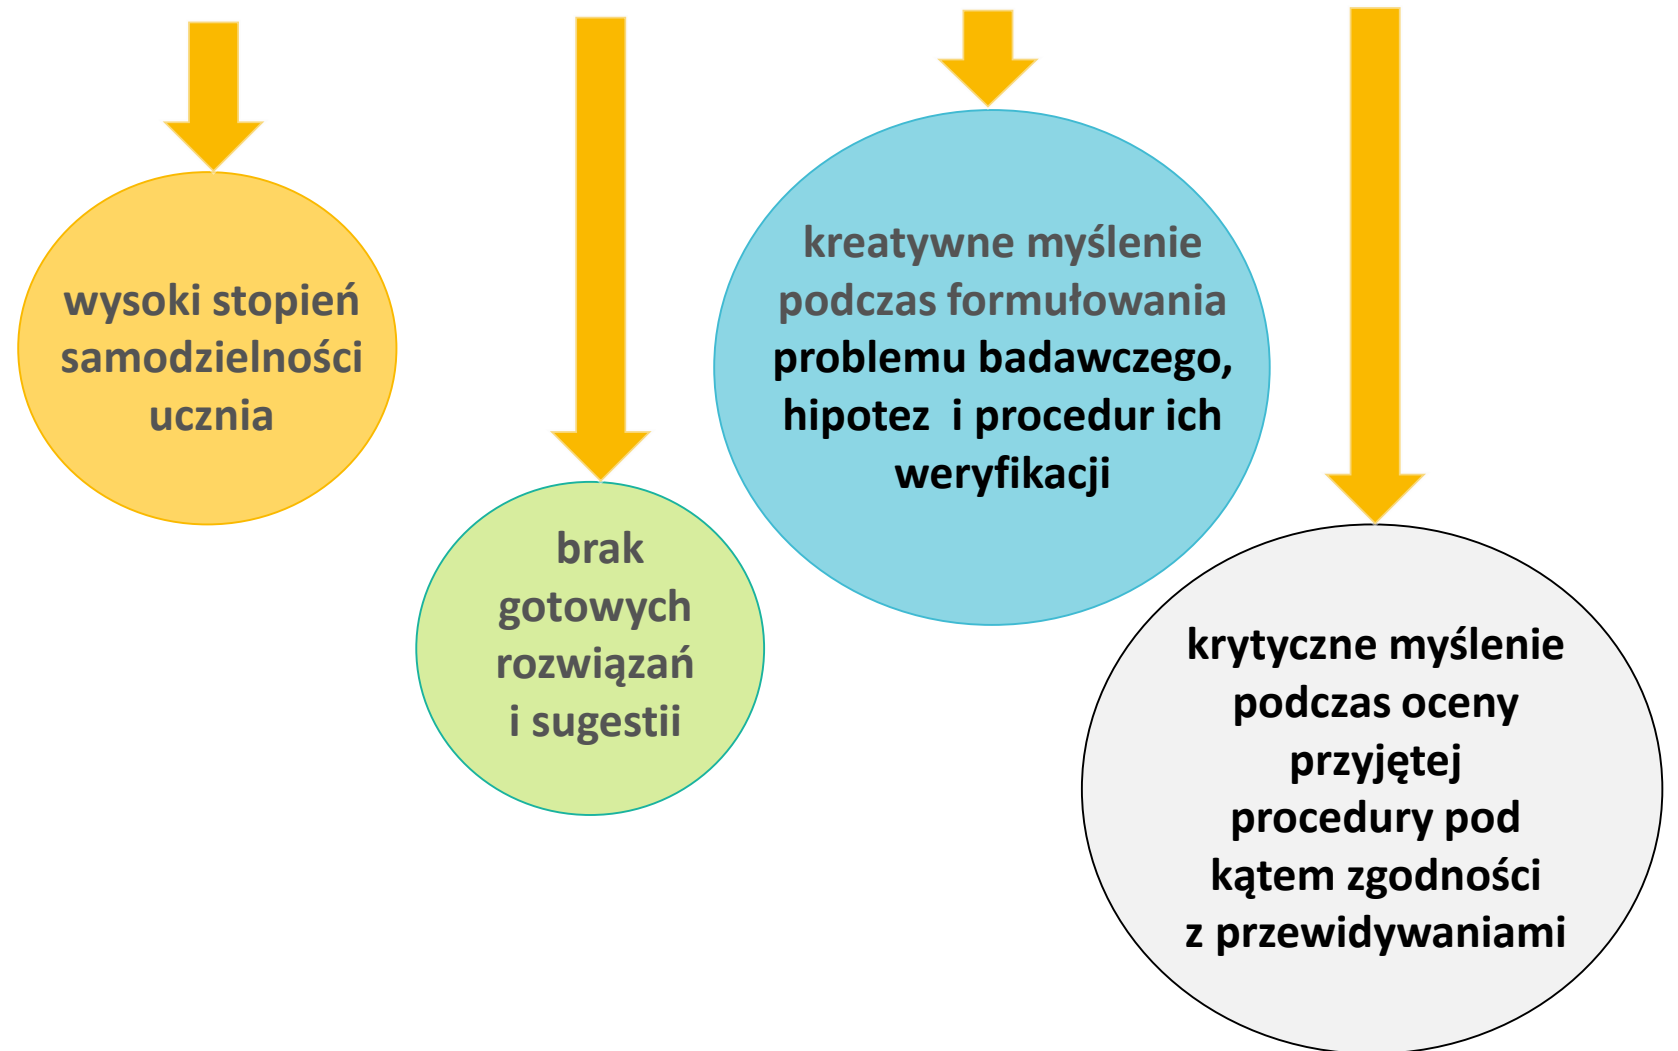 wysoki stopień
samodzielności
ucznia
brak
gotowych
rozwiązań
i sugestii
kreatywne myślenie
podczas formułowania
problemu badawczego,
hipotez  i procedur ich
weryfikacji
krytyczne myślenie
podczas oceny
przyjętej
procedury pod
kątem zgodności
z przewidywaniami